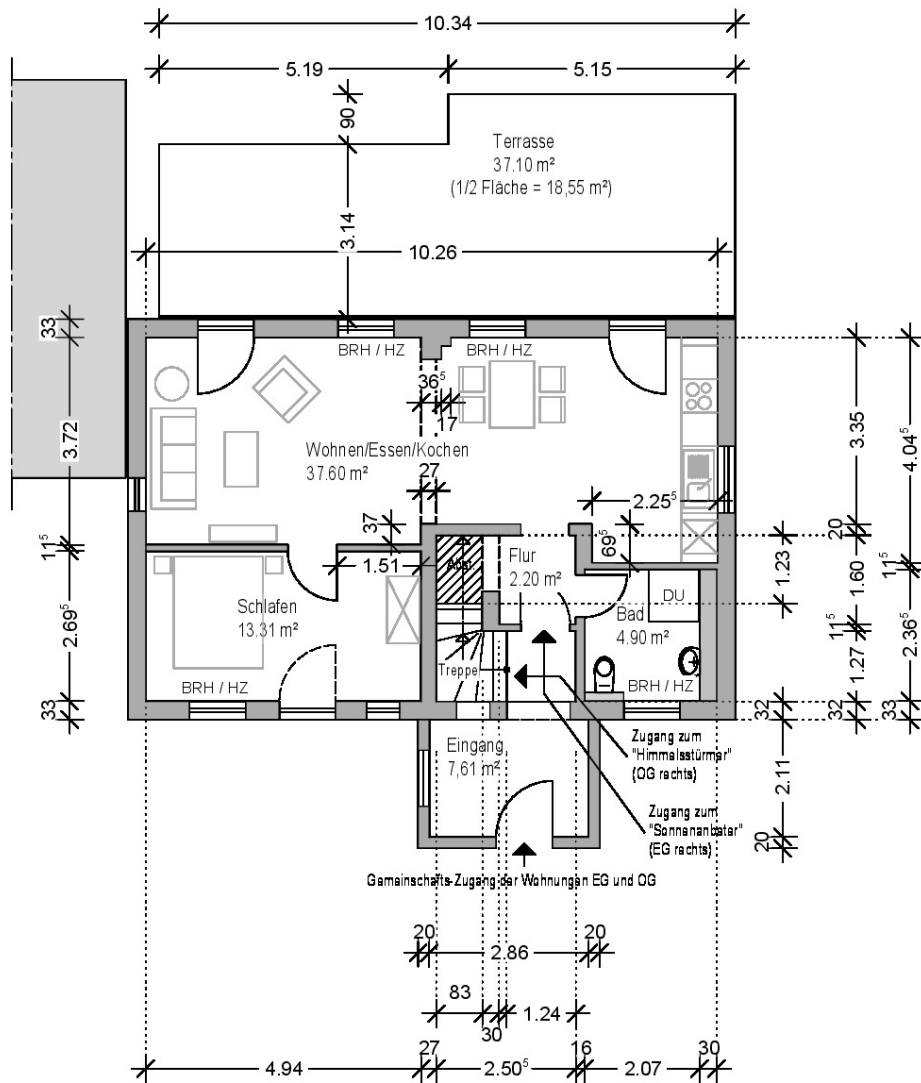 10.34
5.19
5.15
90
Terrasse
37.10 m²
(1/2 Fläche = 18,55 m²)
3.14
10.26
33
BRH / HZ
BRH / HZ
36⁵
17
3.72
3.35
4.04⁵
Wohnen/Essen/Kochen
37.60 m²
27
2.25⁵
37
69⁵
20
11⁵
1.51
Abst.
Flur
2.20 m²
1.23
1.60
11⁵
Schlafen
13.31 m²
DU
Bad
4.90 m²
2.69⁵
11⁵
2.36⁵
Treppe
1.27
BRH / HZ
BRH / HZ
33
32
32
33
Eingang
7,61 m²
Zugang zum
"Himmelsstürmer"
(OG rechts)
2.11
Zugang zum
"Sonnenanbeter"
(EG rechts)
20
Gemeinschafts-Zugang der Wohnungen EG und OG
20
2.86
20
83
30
1.24
4.94
27
2.50⁵
16
2.07
30